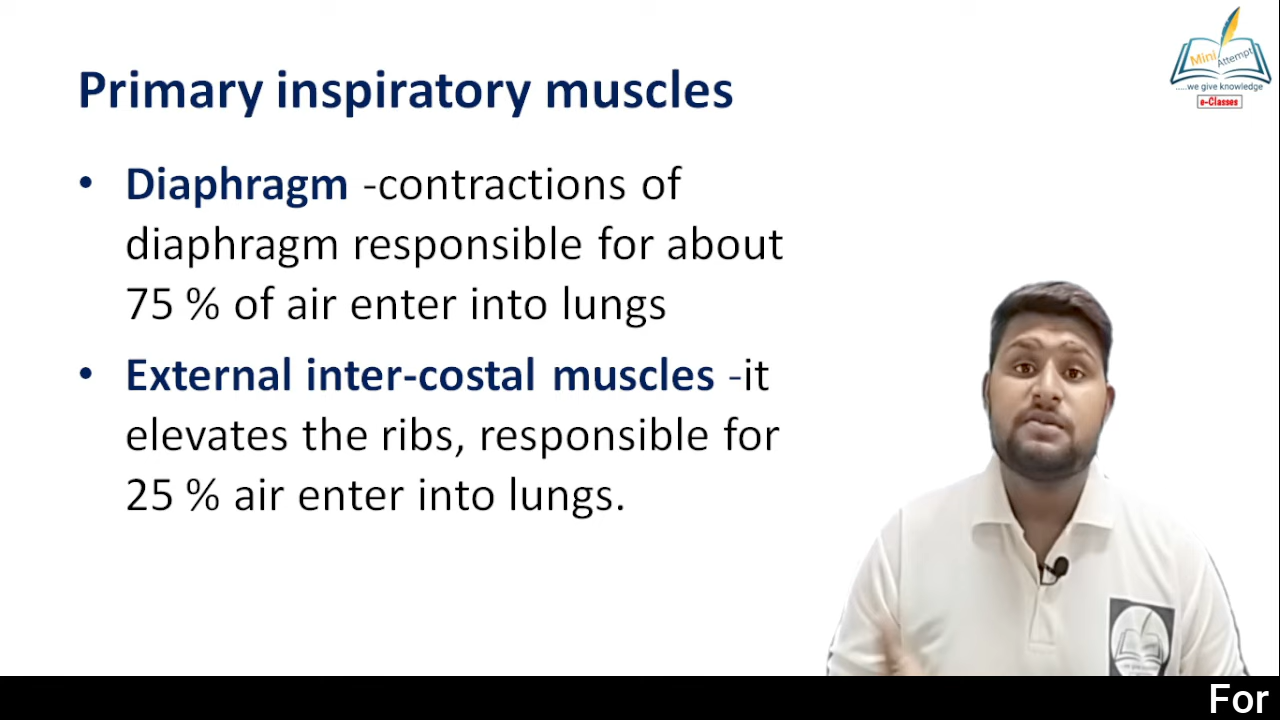 Primary inspiratory muscles
• Diaphragm -contractions of
diaphragm responsible for about
75 % of air enter into lungs
• External inter-costal muscles -it
elevates the ribs, responsible for
25 % air enter into lungs.
Mini Attempt
.....we give knowledge
e-Classes
For